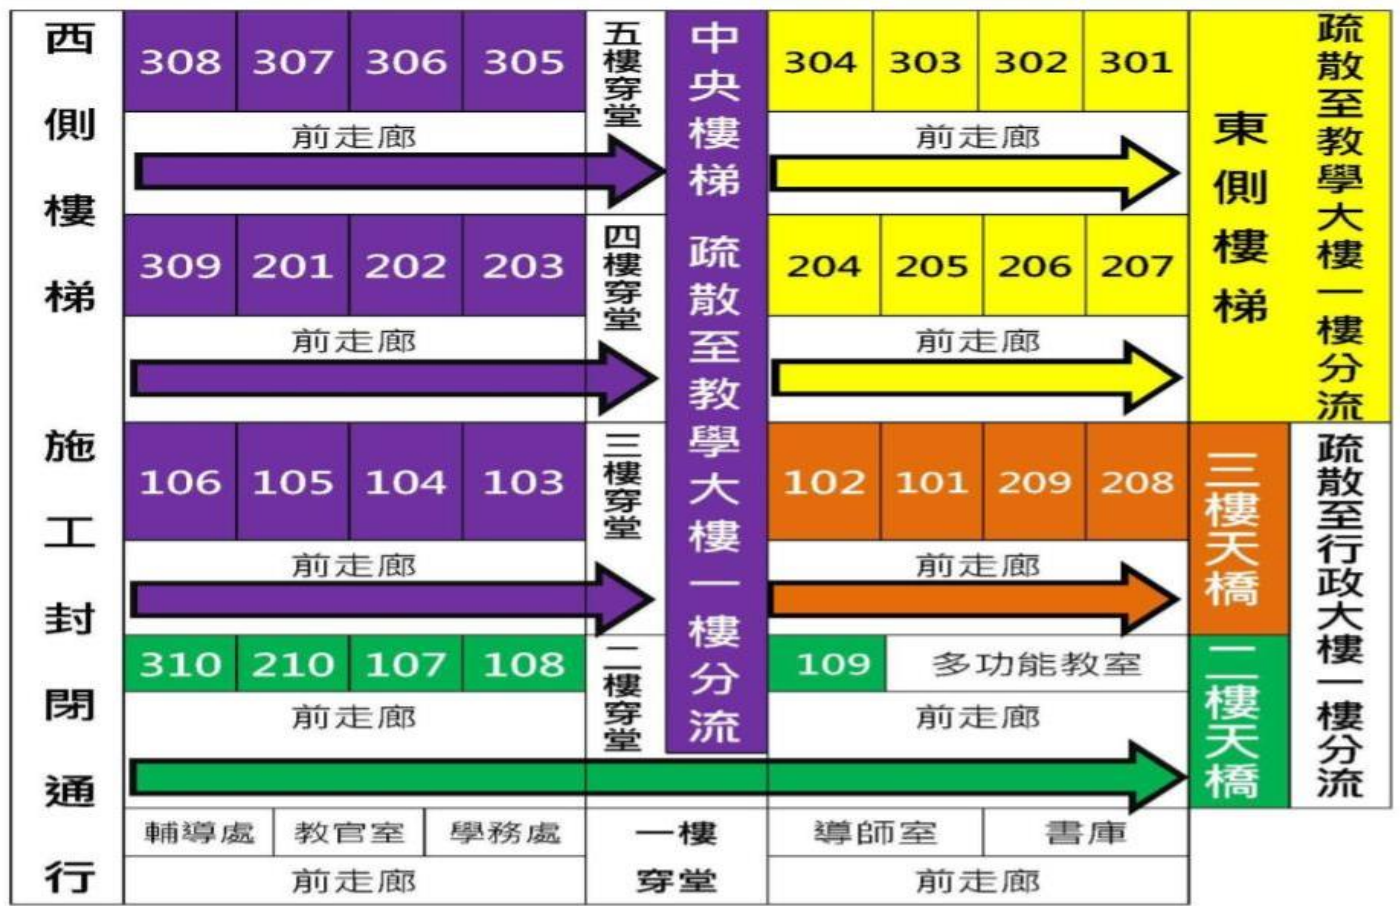 西側樓梯 施工封閉通行
308 307 306 305
前走廊
五樓穿堂
309 201 202 203
前走廊
四樓穿堂
106 105 104 103
前走廊
三樓穿堂
310 210 107 108
前走廊
二樓穿堂
輔導處 教官室 學務處
前走廊
一樓
穿堂
中央樓梯 疏散至教學大樓一樓分流
304 303 302 301
前走廊
204 205 206 207
前走廊
102 101 209 208
前走廊
109 多功能教室
前走廊
導師室 書庫
前走廊
東側樓梯
疏散至教學大樓一樓分流
三樓天橋
二樓天橋
疏散至行政大樓一樓分流